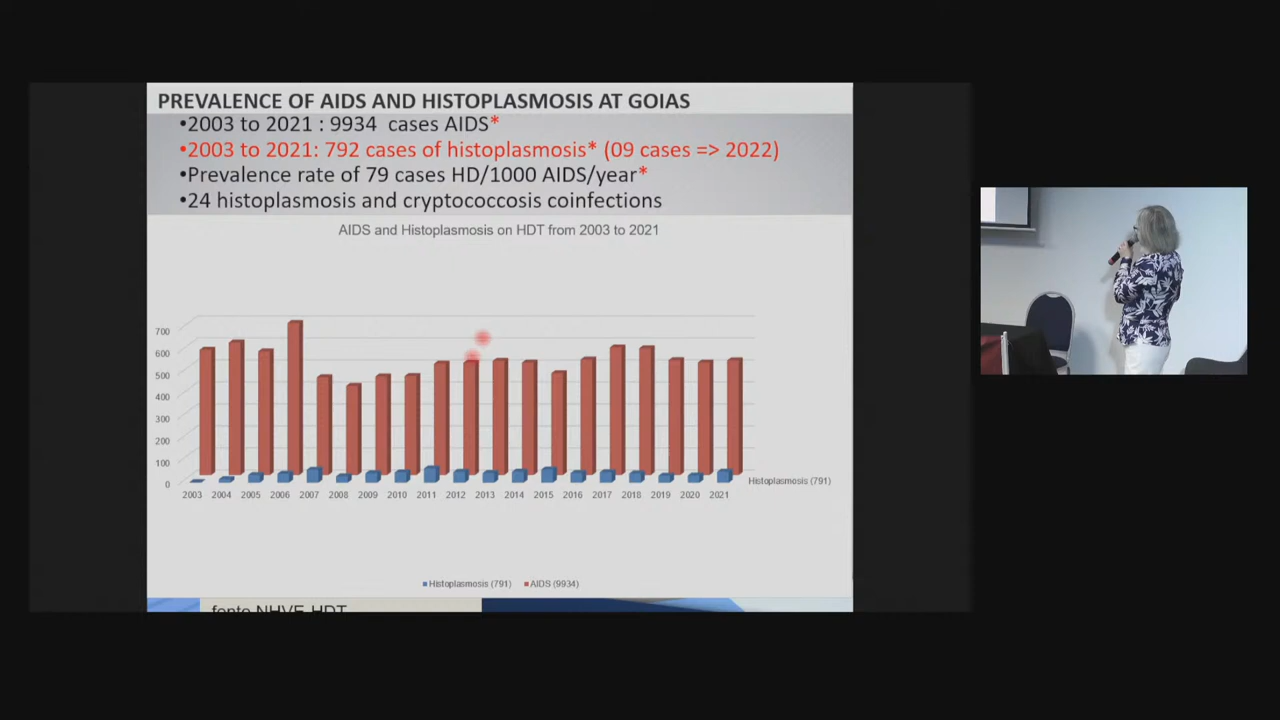 PREVALENCE OF AIDS AND HISTOPLASMOSIS AT GOIAS
•2003 to 2021 : 9934 cases AIDS*
•2003 to 2021: 792 cases of histoplasmosis* (09 cases => 2022)
•Prevalence rate of 79 cases HD/1000 AIDS/year*
•24 histoplasmosis and cryptococcosis coinfections
AIDS and Histoplasmosis on HDT from 2003 to 2021
700
600
500
400
300
200
100
0
2003 2004 2005 2006 2007 2008 2009 2010 2011 2012 2013 2014 2015 2016 2017 2018 2019 2020 2021
Histoplasmosis (791)
Histoplasmosis (791) AIDS (9934)
fonte NHVE-HDT